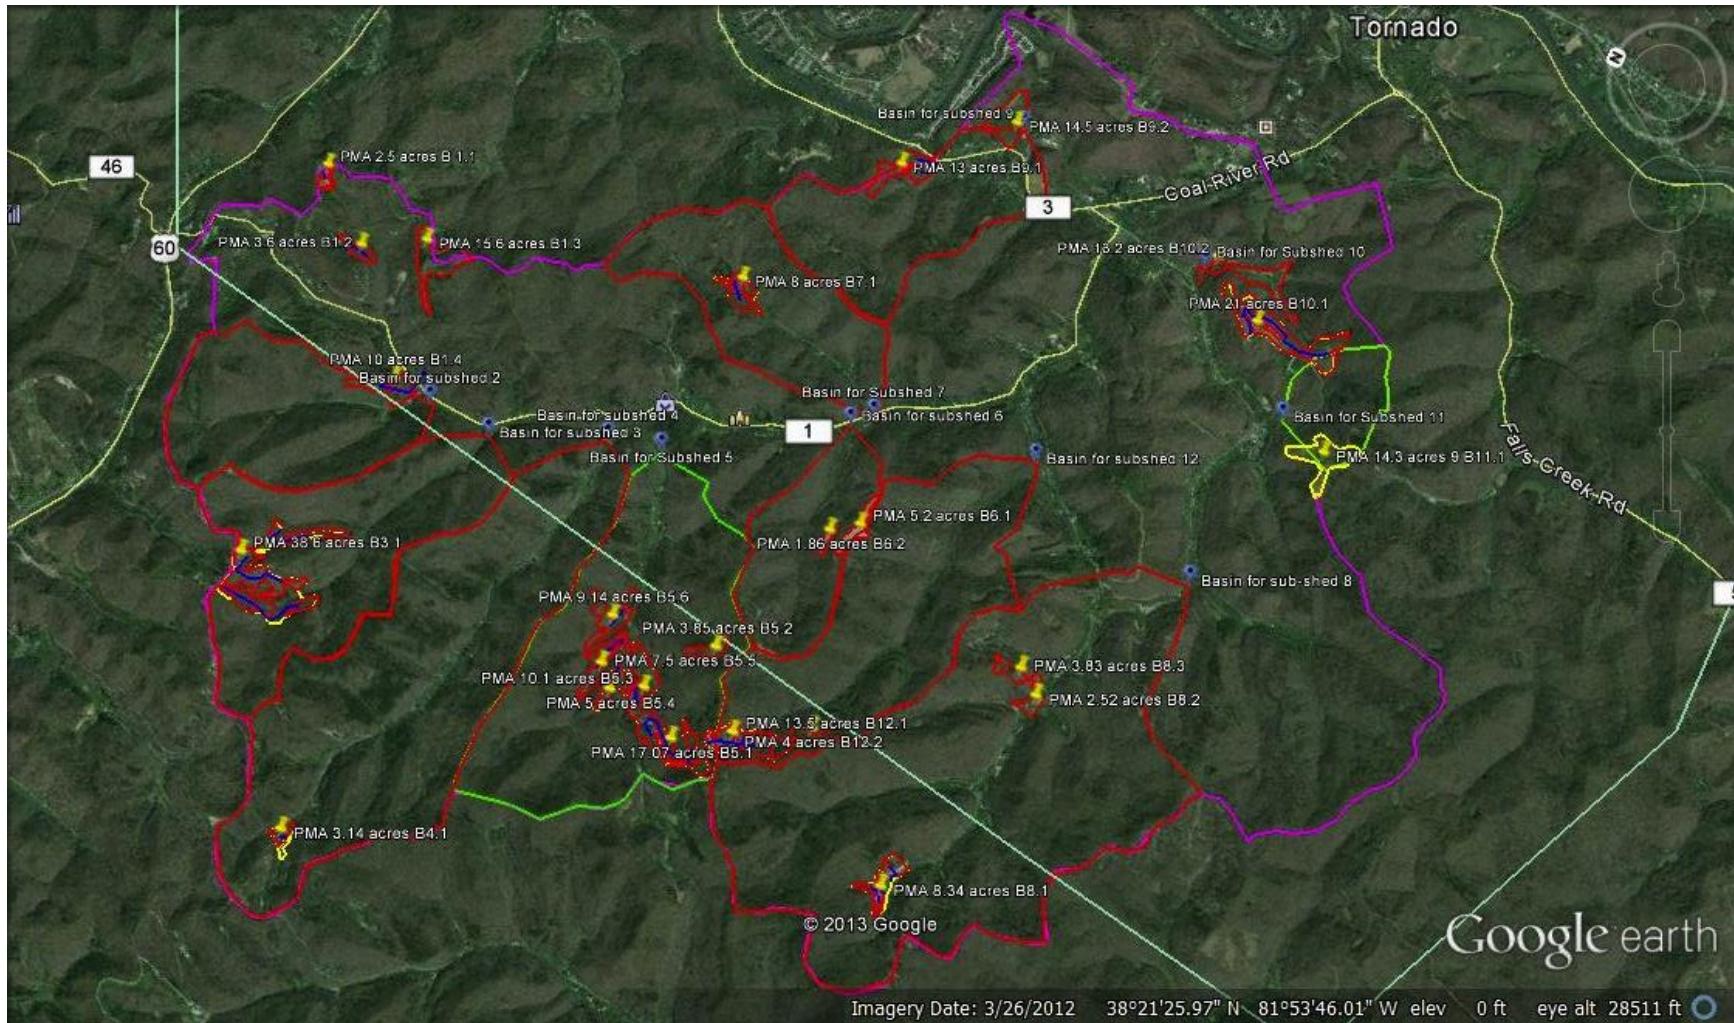 Tornado
Basin for subshed 9
PMA 14.5 acres B9.2
46
PMA 2.5 acres B 1.1
PMA 13 acres B9.1
Coal River Rd
3
PMA 3.6 acres B1.2
PMA 15.6 acres B1.3
60
PMA 18.2 acres B10.2
Basin for Subshed 10
PMA 8 acres B7.1
PMA 21 acres B10.1
PMA 10 acres B1.4
Basin for subshed 2
Basin for Subshed 7
Basin for subshed 4
Basin for subshed 6
Basin for Subshed 11
Basin for subshed 3
1
Basin for Subshed 5
Basin for subshed 12
PMA 14.3 acres 9 B11.1
Falls Creek Rd
PMA 5.2 acres B6.1
PMA 38.6 acres B3.1
PMA 1.86 acres B6.2
Basin for sub-shed 8
PMA 9.14 acres B5.6
PMA 3.85 acres B5.2
PMA 7.5 acres B5.5
PMA 3.83 acres B8.3
PMA 10.1 acres B5.3
PMA 5 acres B5.4
PMA 2.52 acres B8.2
PMA 13.5 acres B12.1
PMA 4 acres B12.2
PMA 17.07 acres B5.1
PMA 3.14 acres B4.1
PMA 8.34 acres B8.1
© 2013 Google
Google earth
Imagery Date: 3/26/2012 38°21'25.97" N 81°53'46.01" W elev 0 ft eye alt 28511 ft